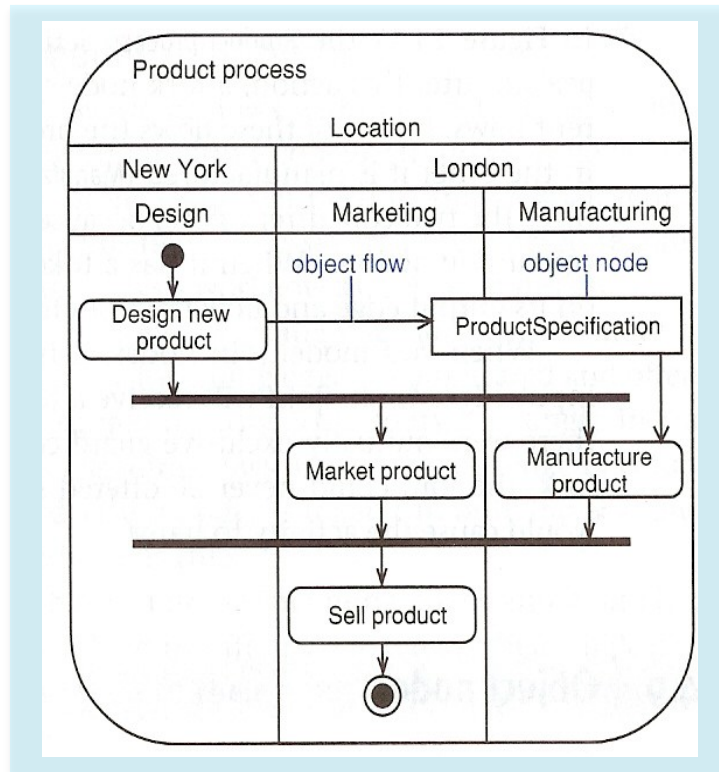 Product process
Location
New York
London
Design
Marketing
Manufacturing
object flow
object node
Design new
product
ProductSpecification
Market product
Manufacture
product
Sell product